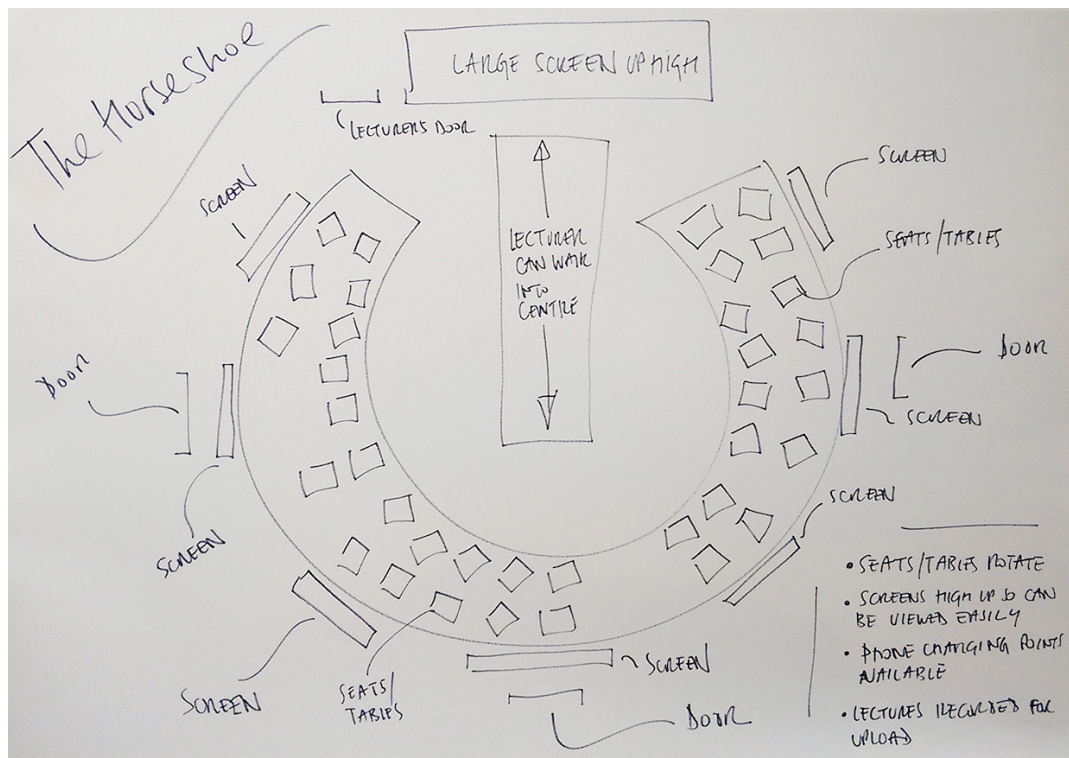 The Horseshoe
LARGE SCREEN UP HIGH
LECTURERS DOOR
SCREEN
SCREEN
SEATS/TABLES
LECTURER
CAN WALK
INTO
CENTRE
DOOR
DOOR
SCREEN
SCREEN
SCREEN
SCREEN
SCREEN
SEATS/
TABLES
SCREEN
DOOR
• SEATS/TABLES ROTATE
• SCREENS HIGH UP SO CAN
BE VIEWED EASILY
• PHONE CHARGING POINTS
AVAILABLE
• LECTURES RECORDED FOR
UPLOAD